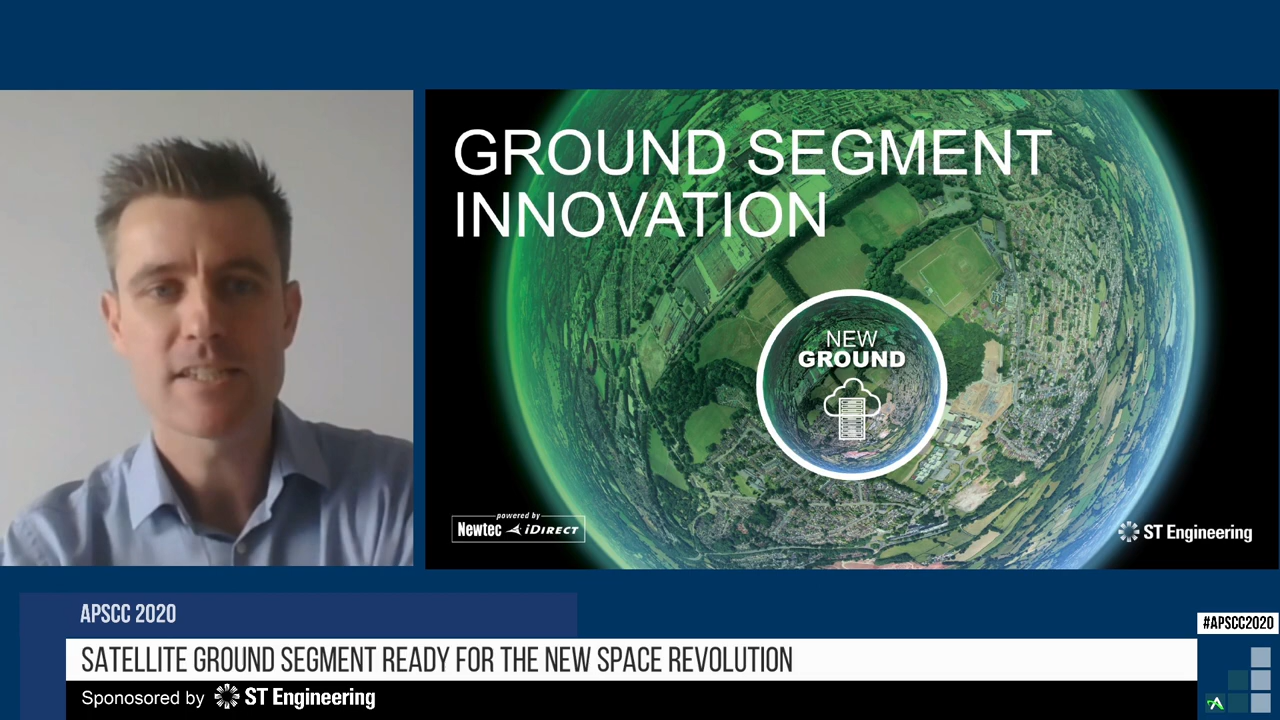 GROUND SEGMENT
INNOVATION
NEW
GROUND
powered by
Newtec iDIRECT
ST Engineering
APSCC 2020
#APSCC2020
SATELLITE GROUND SEGMENT READY FOR THE NEW SPACE REVOLUTION
Sponosored by ST Engineering